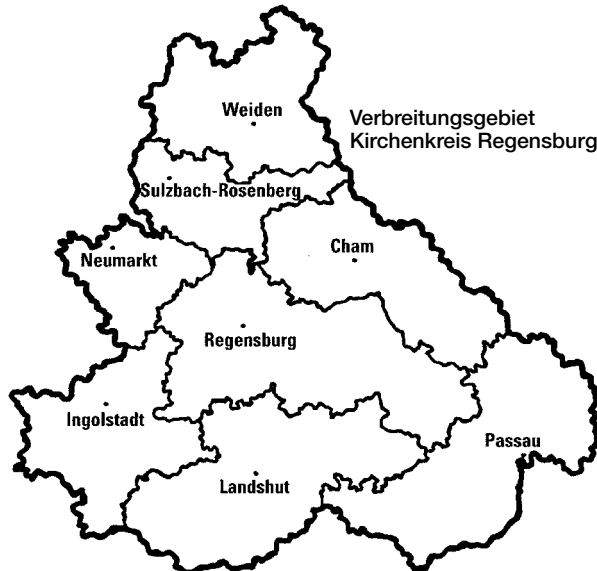 Weiden
Verbreitungsgebiet
Kirchenkreis Regensburg
Sulzbach-Rosenberg
Cham
Neumarkt
Regensburg
Ingolstadt
Passau
Landshut